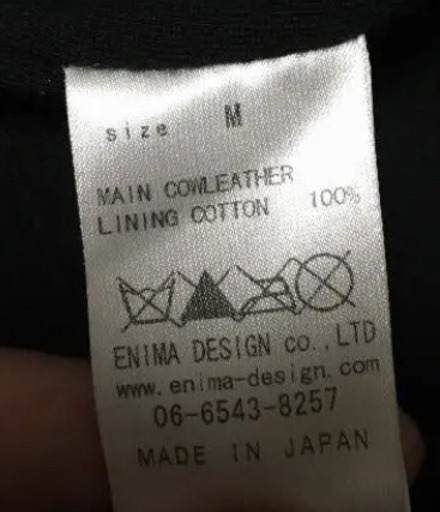 size M
MAIN COWLEATHER
LINING COTTON 100%
ENIMA DESIGN co.,LTD
www.enima-design.com
06-6543-8257
MADE IN JAPAN